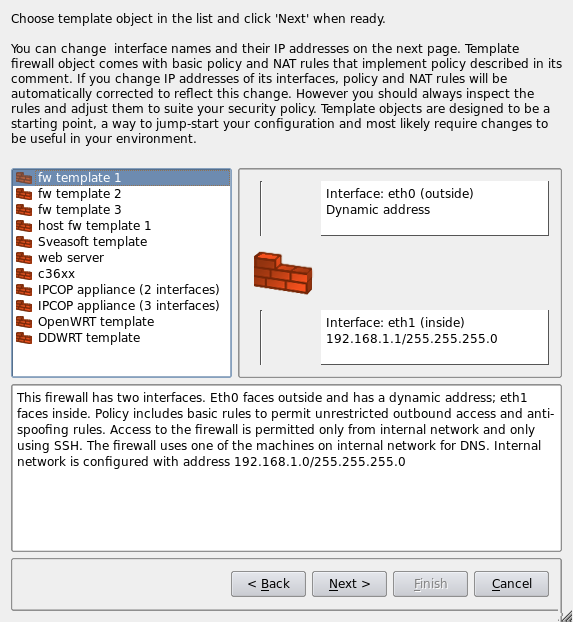 Choose template object in the list and click 'Next' when ready.
You can change  interface names and their IP addresses on the next page. Template
firewall object comes with basic policy and NAT rules that implement policy described in its
comment. If you change IP addresses of its interfaces, policy and NAT rules will be
automatically corrected to reflect this change. However you should always inspect the
rules and adjust them to suite your security policy. Template objects are designed to be a
starting point, a way to jump-start your configuration and most likely require changes to
be useful in your environment.
fw template 1
fw template 2
fw template 3
host fw template 1
Sveasoft template
web server
c36xx
IPCOP appliance (2 interfaces)
IPCOP appliance (3 interfaces)
OpenWRT template
DDWRT template
Interface: eth0 (outside)
Dynamic address
Interface: eth1 (inside)
192.168.1.1/255.255.255.0
This firewall has two interfaces. Eth0 faces outside and has a dynamic address; eth1
faces inside. Policy includes basic rules to permit unrestricted outbound access and anti-
spoofing rules. Access to the firewall is permitted only from internal network and only
using SSH. The firewall uses one of the machines on internal network for DNS. Internal
network is configured with address 192.168.1.0/255.255.255.0
< Back
Next >
Finish
Cancel